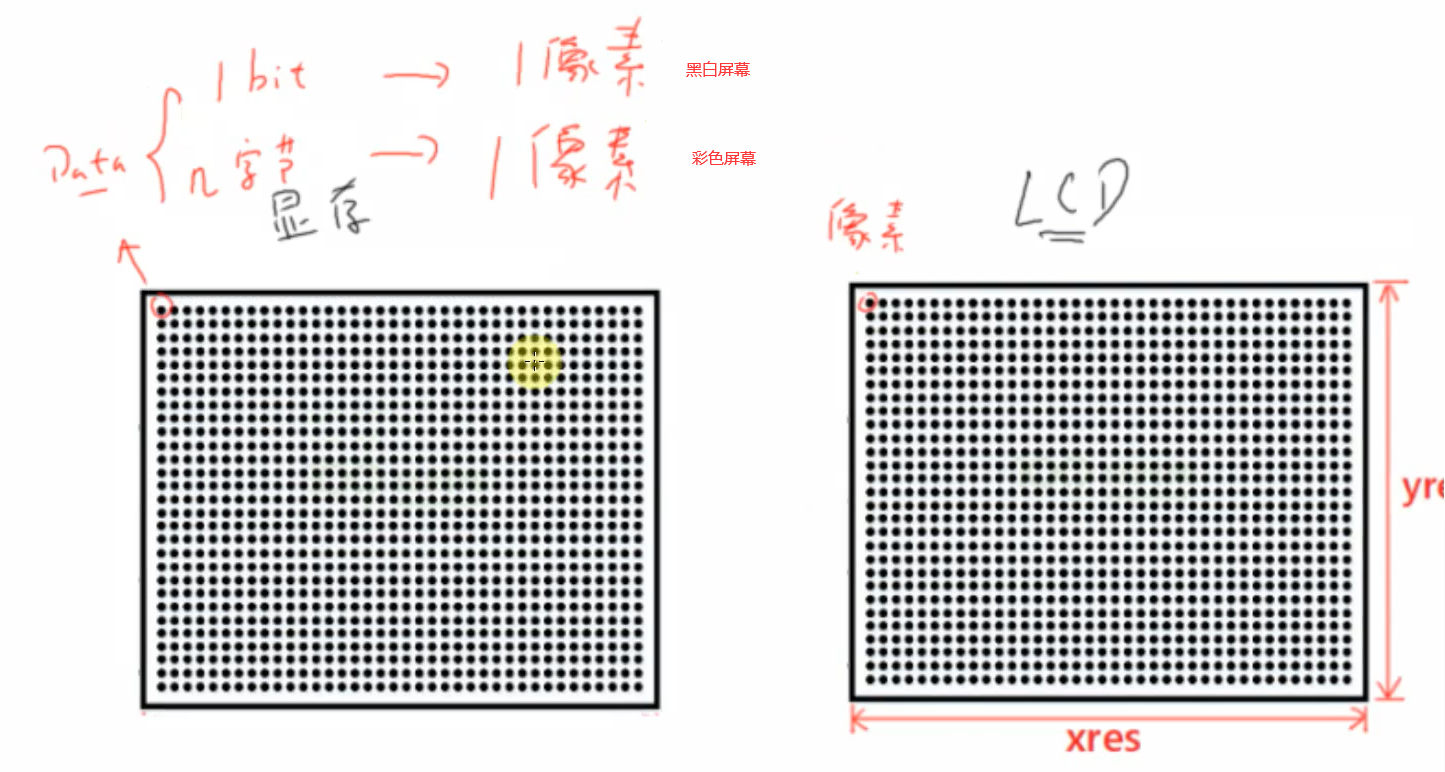 1 bit → 1像素 黑白屏幕
Data { n字节 → 1像素 彩色屏幕
显存
像素 LCD
yre
xres